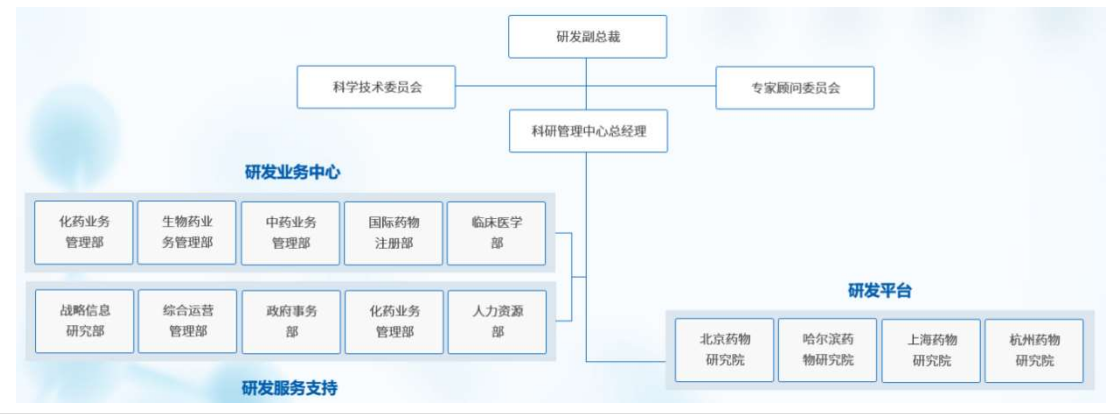 研发副总裁
科学技术委员会
专家顾问委员会
科研管理中心总经理
研发业务中心
化药业务
管理部
生物药业
务管理部
中药业务
管理部
国际药物
注册部
临床医学
部
战略信息
研究部
综合运营
管理部
政府事务
部
化药业务
管理部
人力资源
部
研发服务支持
研发平台
北京药物
研究院
哈尔滨药
物研究院
上海药物
研究院
杭州药物
研究院